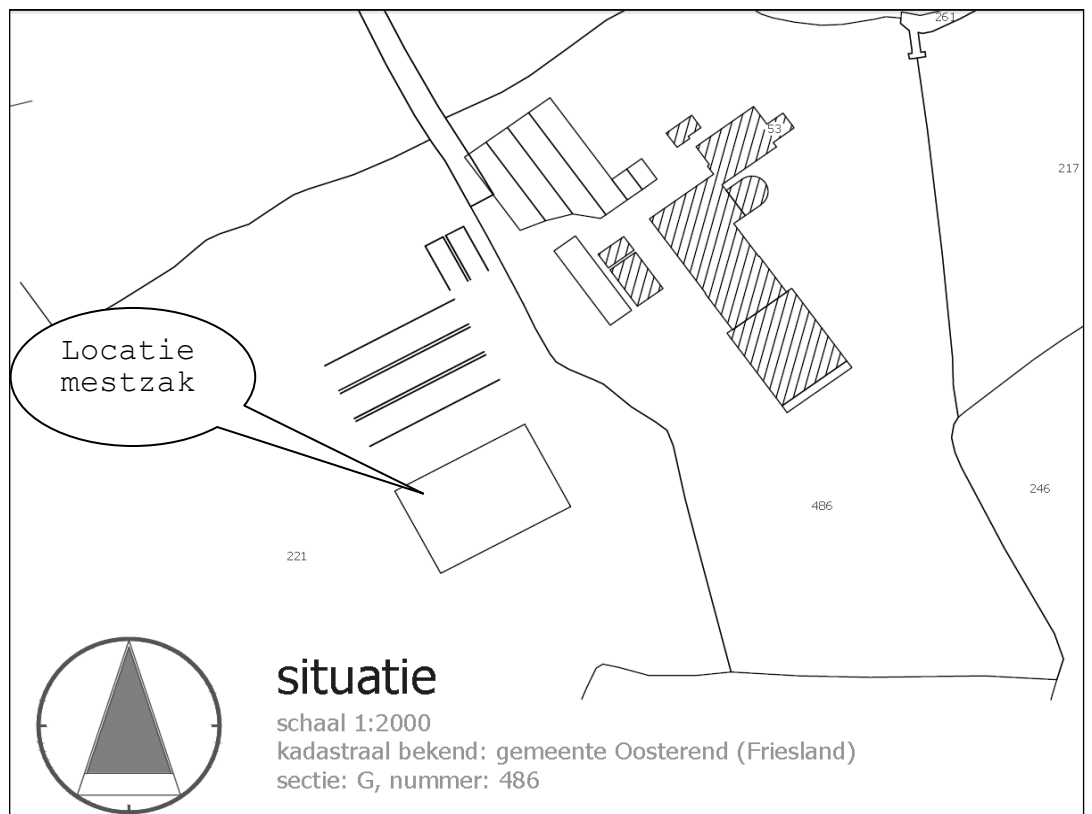 261
53
217
Locatie
mestzak
246
486
221
situatie
schaal 1:2000
kadastraal bekend: gemeente Oosterend (Friesland)
sectie: G, nummer: 486